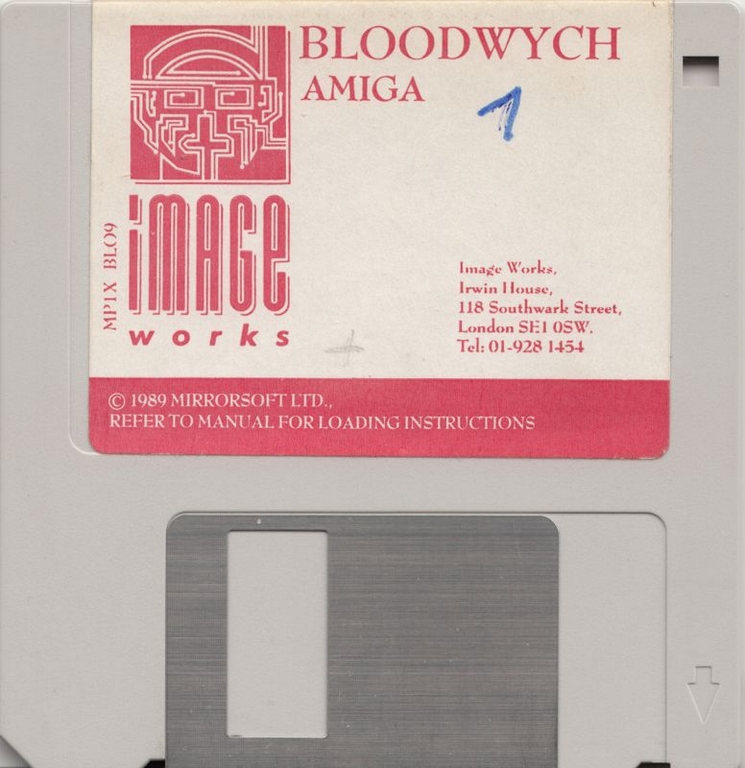 BLOODWYCH
AMIGA
1
iMAGE
works
MP1X BLO9
Image Works,
Irwin House,
118 Southwark Street,
London SE1 0SW.
Tel: 01-928 1454
© 1989 MIRRORSOFT LTD.,
REFER TO MANUAL FOR LOADING INSTRUCTIONS